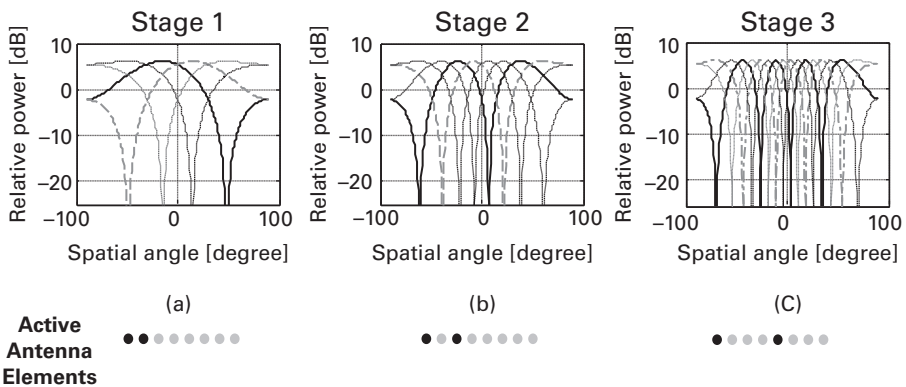 Stage 1
Relative power [dB]
10
0
−10
−20
−100
0
100
Spatial angle [degree]
(a)
Stage 2
Relative power [dB]
10
0
−10
−20
−100
0
100
Spatial angle [degree]
(b)
Stage 3
Relative power [dB]
10
0
−10
−20
−100
0
100
Spatial angle [degree]
(C)
Active
Antenna
Elements